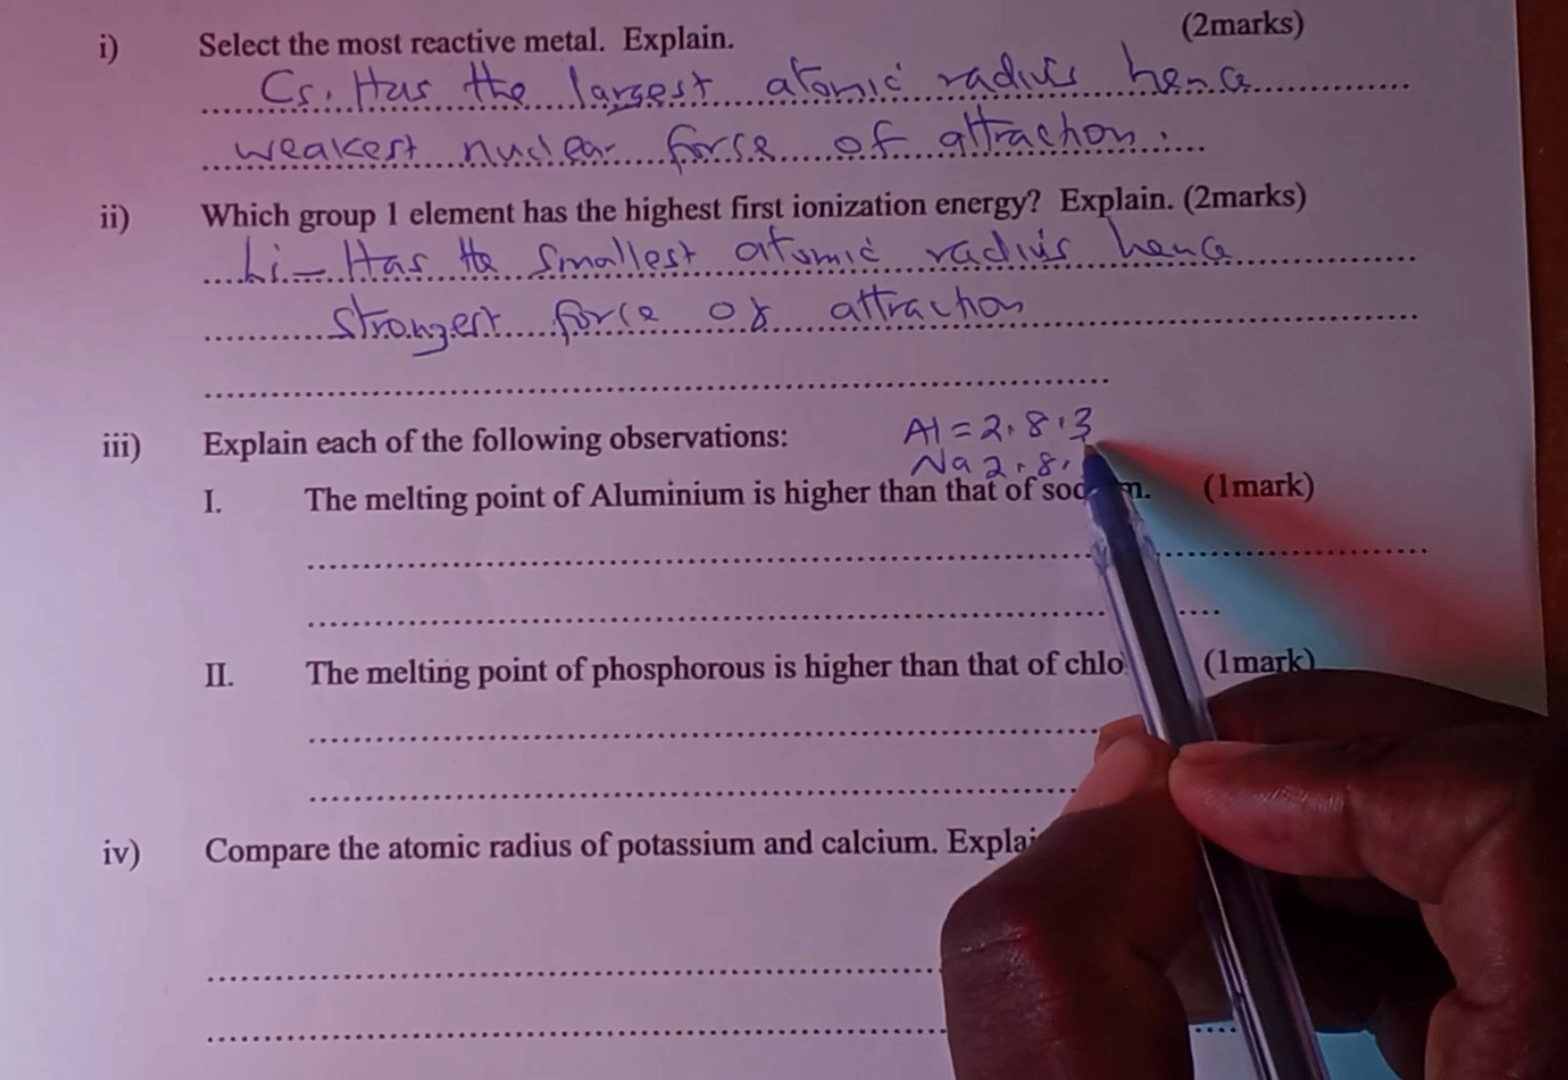 i) Select the most reactive metal. Explain. (2marks)
Cs. Has the largest atomic radius hence
weakest nuclear force of attraction.
ii) Which group 1 element has the highest first ionization energy? Explain. (2marks)
Li - Has the smallest atomic radius hence
strongest force of attraction
iii) Explain each of the following observations:
Al = 2.8.3
Na 2.8.
I. The melting point of Aluminium is higher than that of (1mark)
II. The melting point of phosphorous is higher than that of (1mark)
iv) Compare the atomic radius of potassium and calcium.